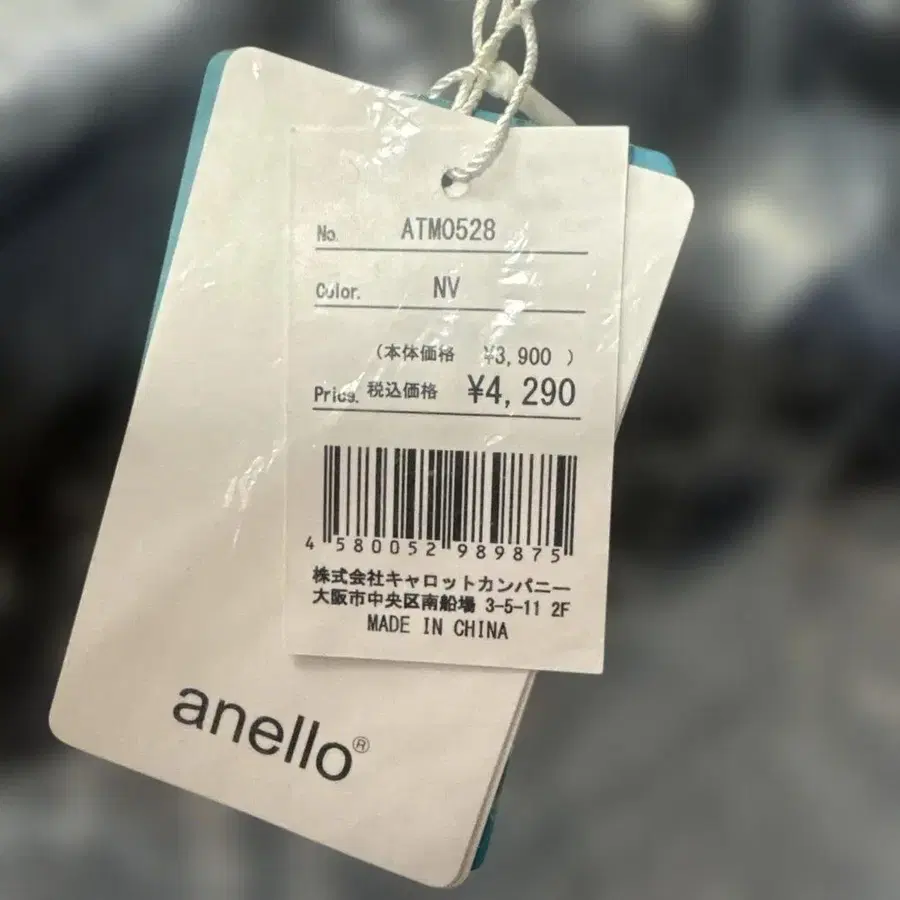 No. ATM0528
Color. NV
(本体価格 ¥3,900 )
Price. 税込価格 ¥4,290
4 580052 989875
株式会社キャロットカンパニー
大阪市中央区南船場 3-5-11 2F
MADE IN CHINA
anello®